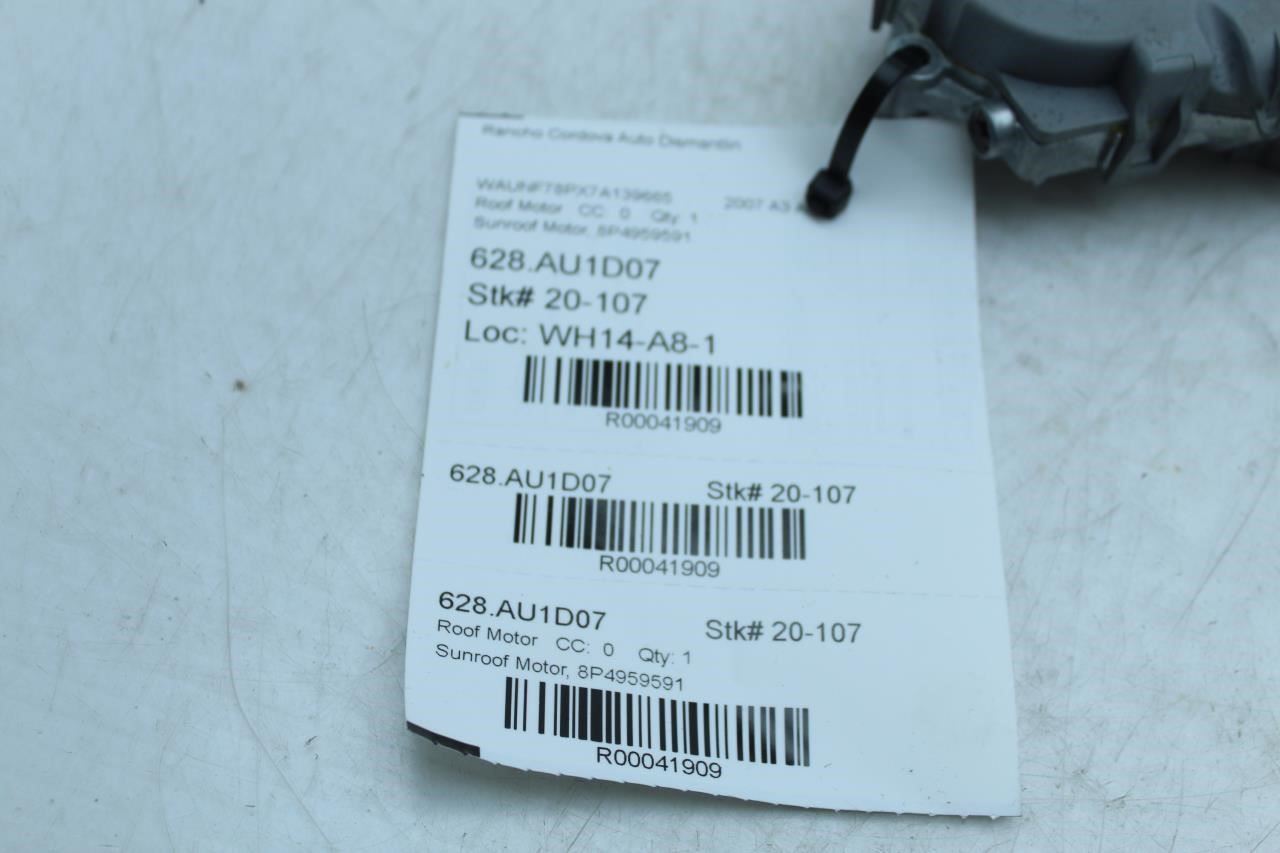 Rancho Cordova Auto Dismantlin
WAUNF78PX7A139665 2007 A3
Roof Motor CC: 0 Qty: 1
Sunroof Motor, 8P4959591
628.AU1D07
Stk# 20-107
Loc: WH14-A8-1
R00041909
628.AU1D07 Stk# 20-107
R00041909
628.AU1D07 Stk# 20-107
Roof Motor CC: 0 Qty: 1
Sunroof Motor, 8P4959591
R00041909